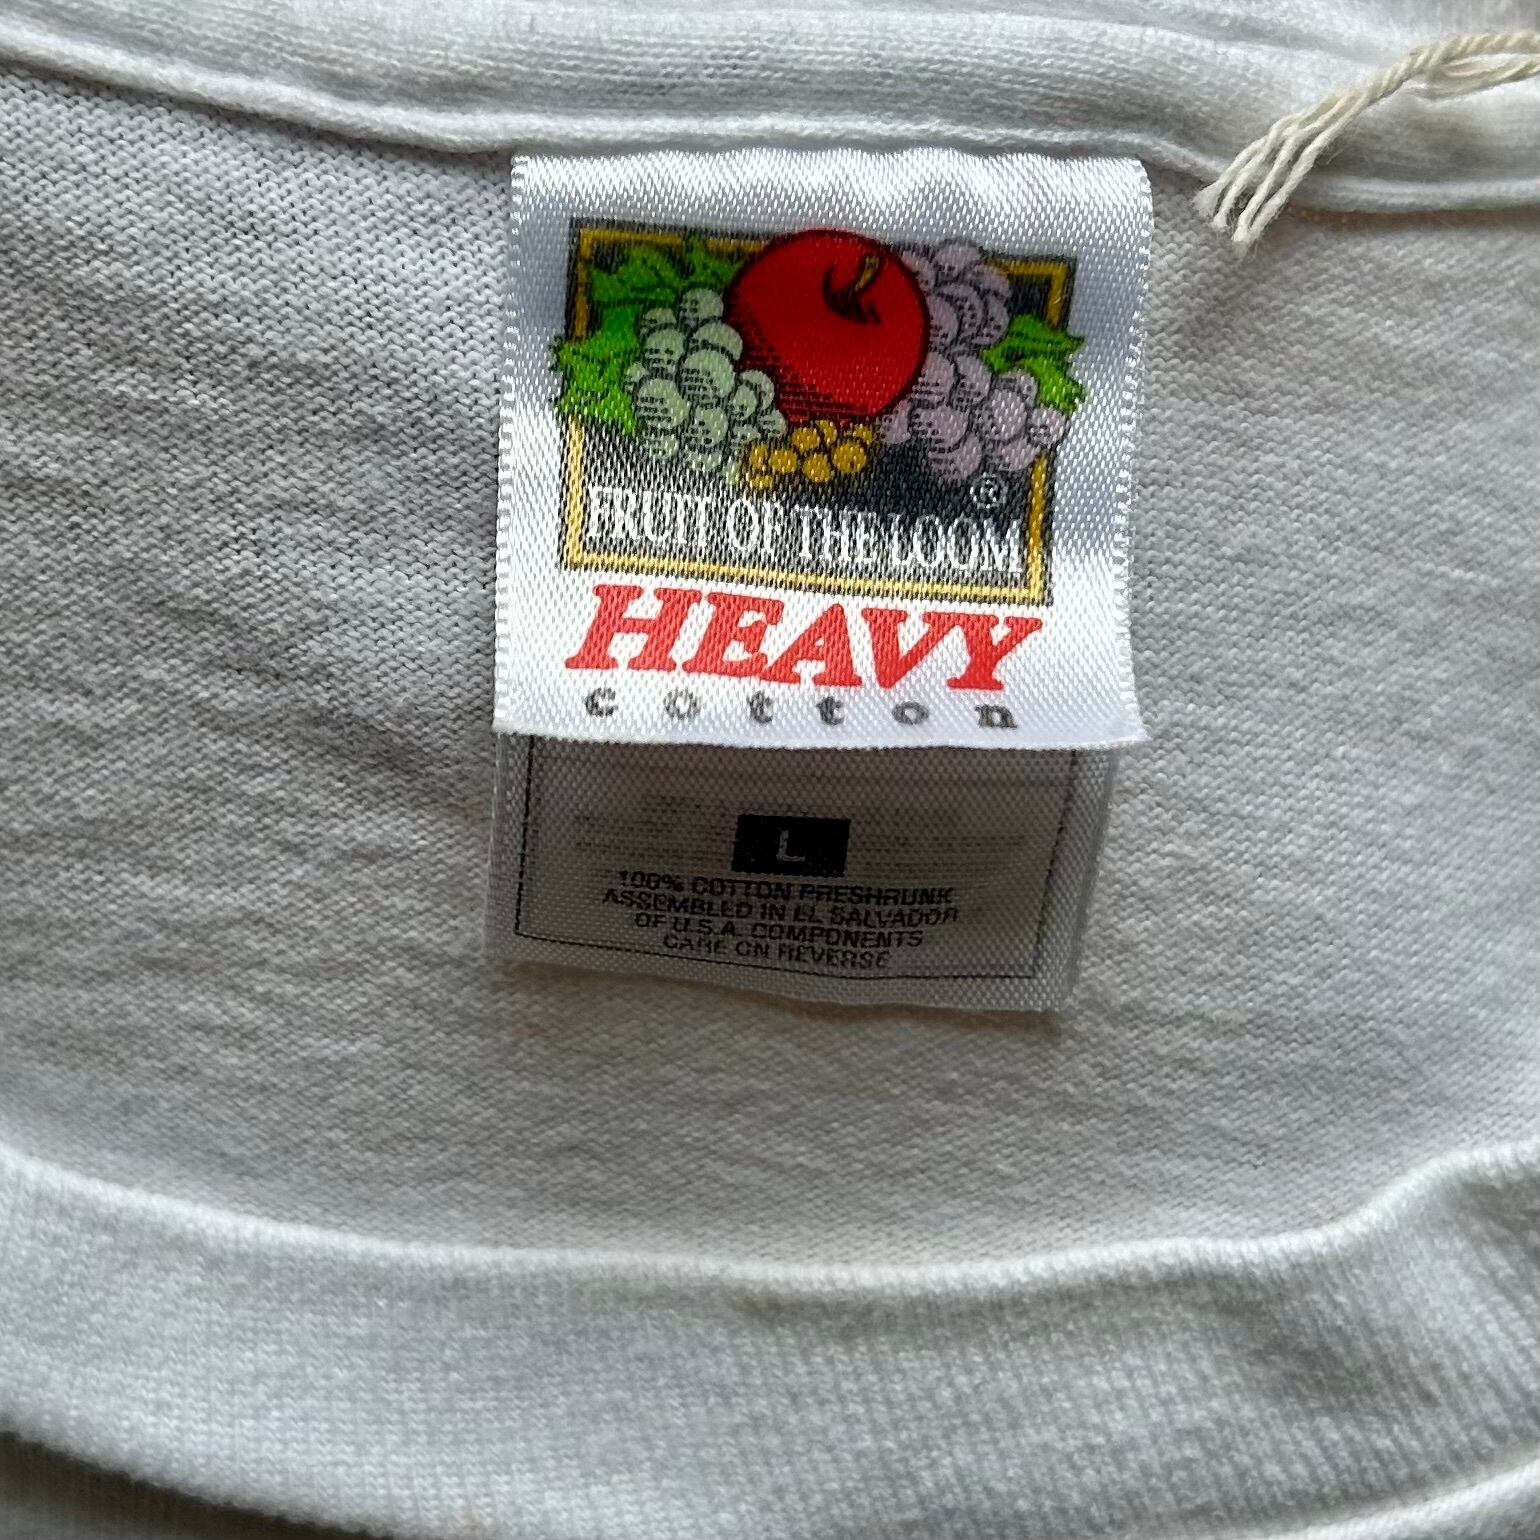 ®
FRUIT OF THE LOOM
HEAVY
cotton
L
100% COTTON PRESHRUNK
ASSEMBLED IN EL SALVADOR
OF U.S.A. COMPONENTS
CARE ON REVERSE